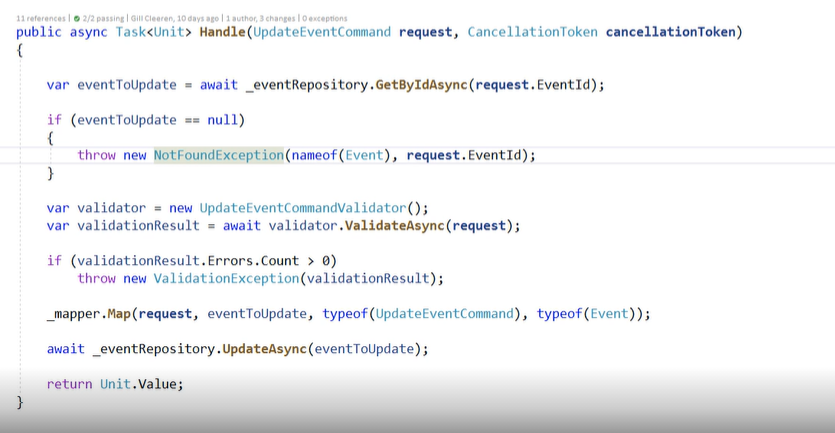 11 references | 2/2 passing | Gill Clearen, 10 days ago | 1 author, 3 changes | 0 exceptions
public async Task<Unit> Handle(UpdateEventCommand request, CancellationToken cancellationToken)
{
var eventToUpdate = await _eventRepository.GetByIdAsync(request.EventId);
if (eventToUpdate == null)
{
throw new NotFoundException(nameof(Event), request.EventId);
}
var validator = new UpdateEventCommandValidator();
var validationResult = await validator.ValidateAsync(request);
if (validationResult.Errors.Count > 0)
throw new ValidationException(validationResult);
_mapper.Map(request, eventToUpdate, typeof(UpdateEventCommand), typeof(Event));
await _eventRepository.UpdateAsync(eventToUpdate);
return Unit.Value;
}